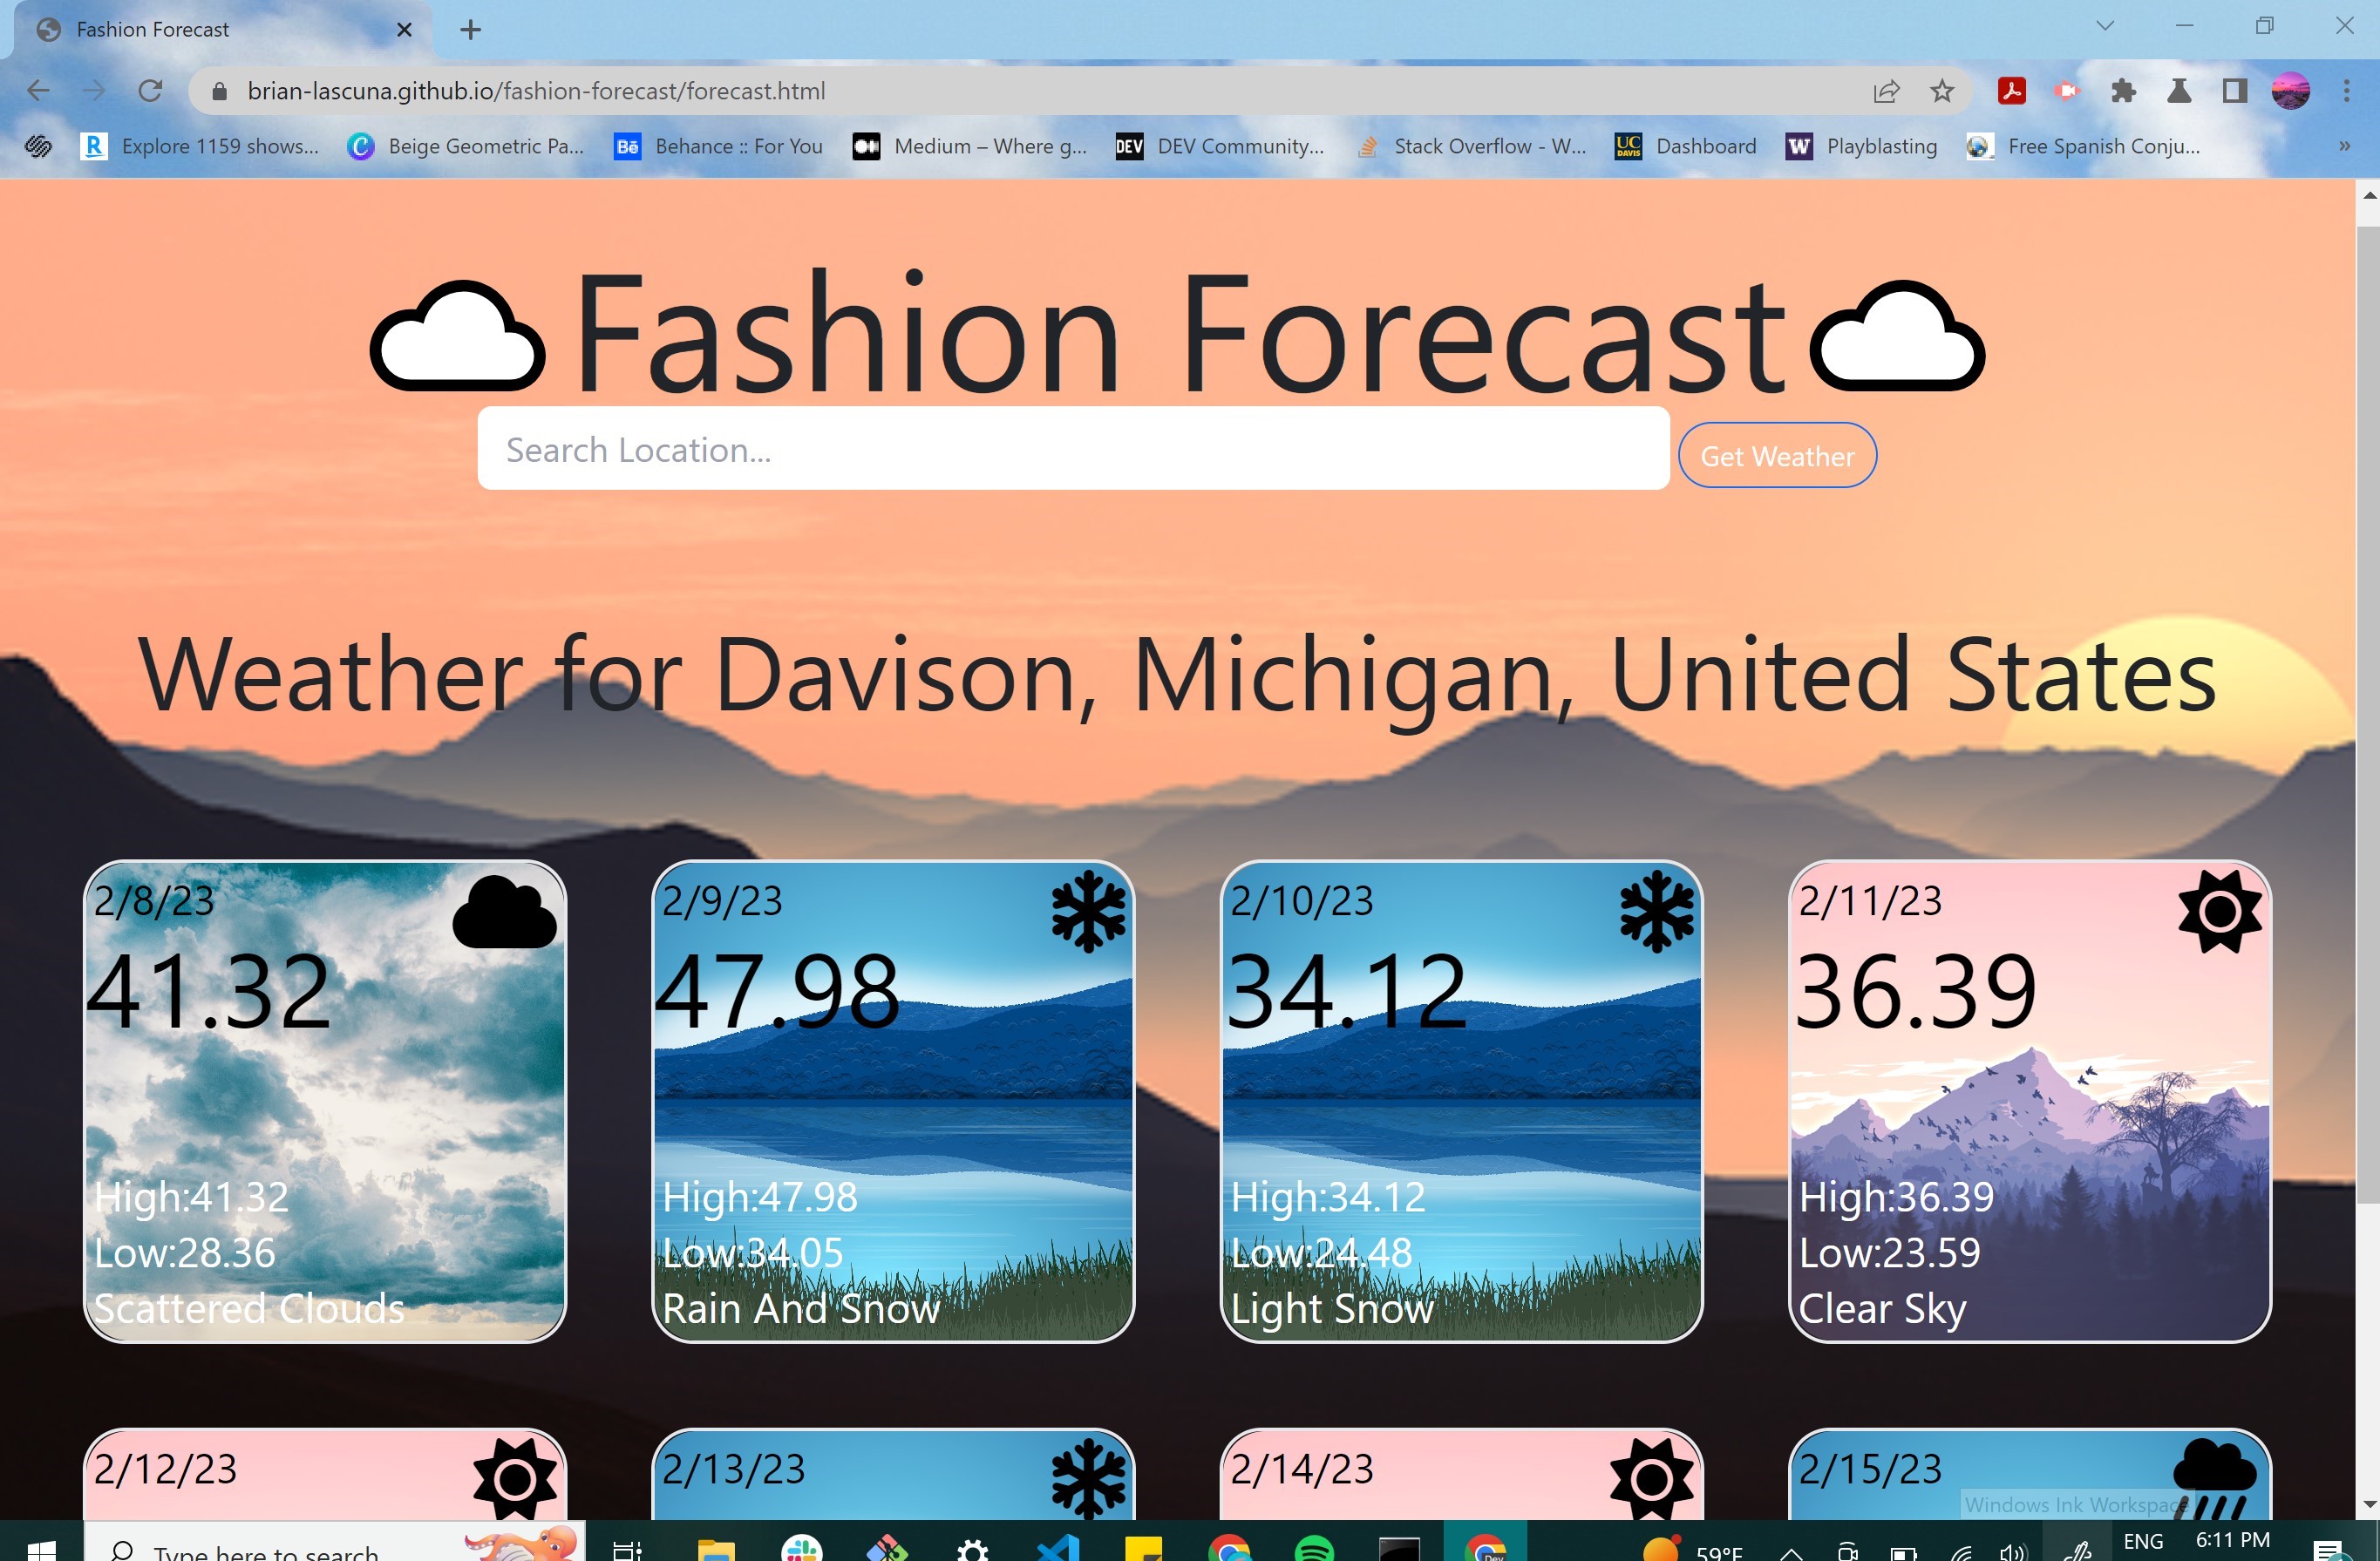 Fashion Forecast
brian-lascuna.github.io/fashion-forecast/forecast.html
Explore 1159 shows...
Beige Geometric Pa...
Bē Behance :: For You
Medium – Where g...
DEV DEV Community...
Stack Overflow - W...
UC DAVIS Dashboard
W Playblasting
Free Spanish Conju...
»
Fashion Forecast
Search Location...
Get Weather
Weather for Davison, Michigan, United States
2/8/23
41.32
High:41.32
Low:28.36
Scattered Clouds
2/9/23
47.98
High:47.98
Low:34.05
Rain And Snow
2/10/23
34.12
High:34.12
Low:24.48
Light Snow
2/11/23
36.39
High:36.39
Low:23.59
Clear Sky
2/12/23
2/13/23
2/14/23
2/15/23
Windows Ink Workspace
Type here to search
Dev
59°F
ENG
6:11 PM